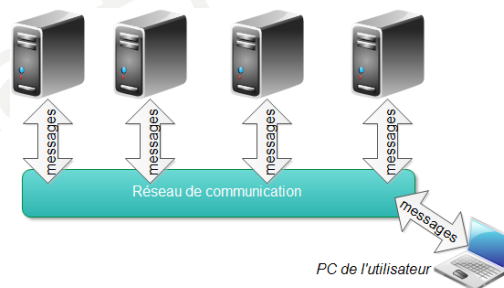 messages
messages
messages
messages
Réseau de communication
messages
PC de l'utilisateur